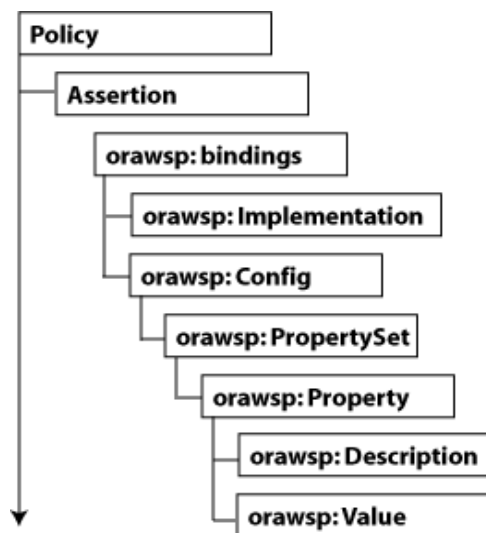 Policy
Assertion
orawsp:bindings
orawsp:Implementation
orawsp:Config
orawsp:PropertySet
orawsp:Property
orawsp:Description
orawsp:Value